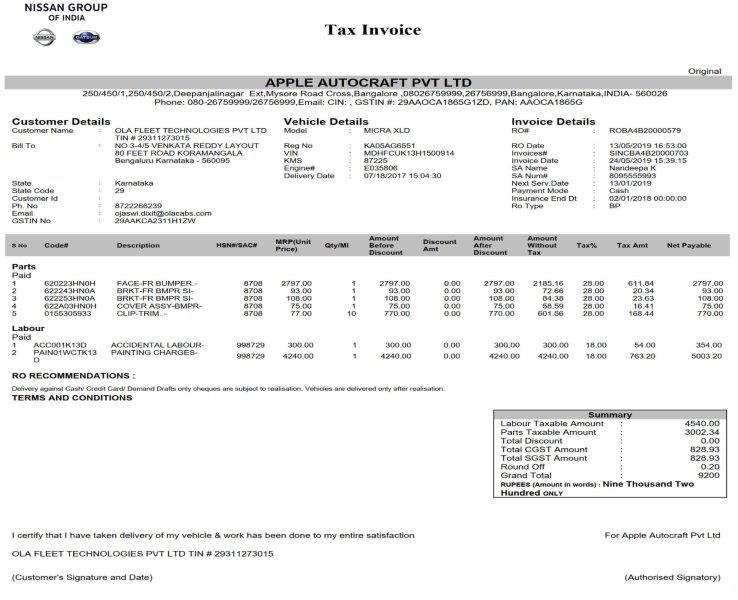 NISSAN GROUP
OF INDIA
NISSAN DATSUN
Tax Invoice
Original
APPLE AUTOCRAFT PVT LTD
250/450/1,250/450/2,Deepanjalinagar Ext,Mysore Road Cross,Bangalore ,08026759999,26756999,Bangalore,Karnataka,INDIA- 560026
Phone: 080-26759999/26756999,Email: CIN: , GSTIN #: 29AAOCA1865G1ZD, PAN: AAOCA1865G
Customer Details Vehicle Details Invoice Details
Customer Name : OLA FLEET TECHNOLOGIES PVT LTD Model : MICRA XLD RO# : ROBA4B20000579
TIN # 29311273015
Bill To : NO 3-4/5 VENKATA REDDY LAYOUT Reg No : KA05AG6551 RO Date : 13/05/2019 16:53:00
80 FEET ROAD KORAMANGALA VIN : MDHFCUK13H1500914 Invoices# : SINCBA4B20000703
Bengaluru Karnataka - 560095 KMS : 87225 Invoice Date : 24/05/2019 15:39:15
Engine# : E035806 SA Name : Nandeepa K
Delivery Date : 07/18/2017 15:04:30 SA Num# : 8095555993
State : Karnataka Next Serv.Date : 13/01/2019
State Code : 29 Payment Mode : Cash
Customer Id : Insurance End Dt : 02/01/2018 00:00:00
Ph. No : 8722266239 Ro Type : BP
Email : ojaswi.dixit@olacabs.com
GSTIN No : 29AAKCA2311H1ZW
S No Code# Description HSN#/SAC# MRP(Unit Price) Qty/Ml Amount Before Discount Discount Amt Amount After Discount Amount Without Tax Tax% Tax Amt Net Payable
Parts
Paid
1 620223HN0H FACE-FR BUMPER.- 8708 2797.00 1 2797.00 0.00 2797.00 2185.16 28.00 611.84 2797.00
2 622243HN0A BRKT-FR BMPR SI- 8708 93.00 1 93.00 0.00 93.00 72.66 28.00 20.34 93.00
3 622253HN0A BRKT-FR BMPR SI- 8708 108.00 1 108.00 0.00 108.00 84.38 28.00 23.63 108.00
4 622A03HH0H COVER ASSY-BMPR- 8708 75.00 1 75.00 0.00 75.00 58.59 28.00 16.41 75.00
5 0155305933 CLIP-TRIM..- 8708 77.00 10 770.00 0.00 770.00 601.56 28.00 168.44 770.00
Labour
Paid
1 ACC001K13D ACCIDENTAL LABOUR- 998729 300.00 1 300.00 0.00 300.00 300.00 18.00 54.00 354.00
2 PAIN01WCTK13 PAINTING CHARGES- 998729 4240.00 1 4240.00 0.00 4240.00 4240.00 18.00 763.20 5003.20
D
RO RECOMMENDATIONS :
Delivery against Cash/ Credit Card/ Demand Drafts only cheques are subject to realisation. Vehicles are delivered only after realisation.
TERMS AND CONDITIONS
Summary
Labour Taxable Amount : 4540.00
Parts Taxable Amount : 3002.34
Total Discount : 0.00
Total CGST Amount : 828.93
Total SGST Amount : 828.93
Round Off : 0.20
Grand Total : 9200
RUPEES (Amount in words) : Nine Thousand Two
Hundred ONLY
I certify that I have taken delivery of my vehicle & work has been done to my entire satisfaction For Apple Autocraft Pvt Ltd
OLA FLEET TECHNOLOGIES PVT LTD TIN # 29311273015
(Customer's Signature and Date) (Authorised Signatory)